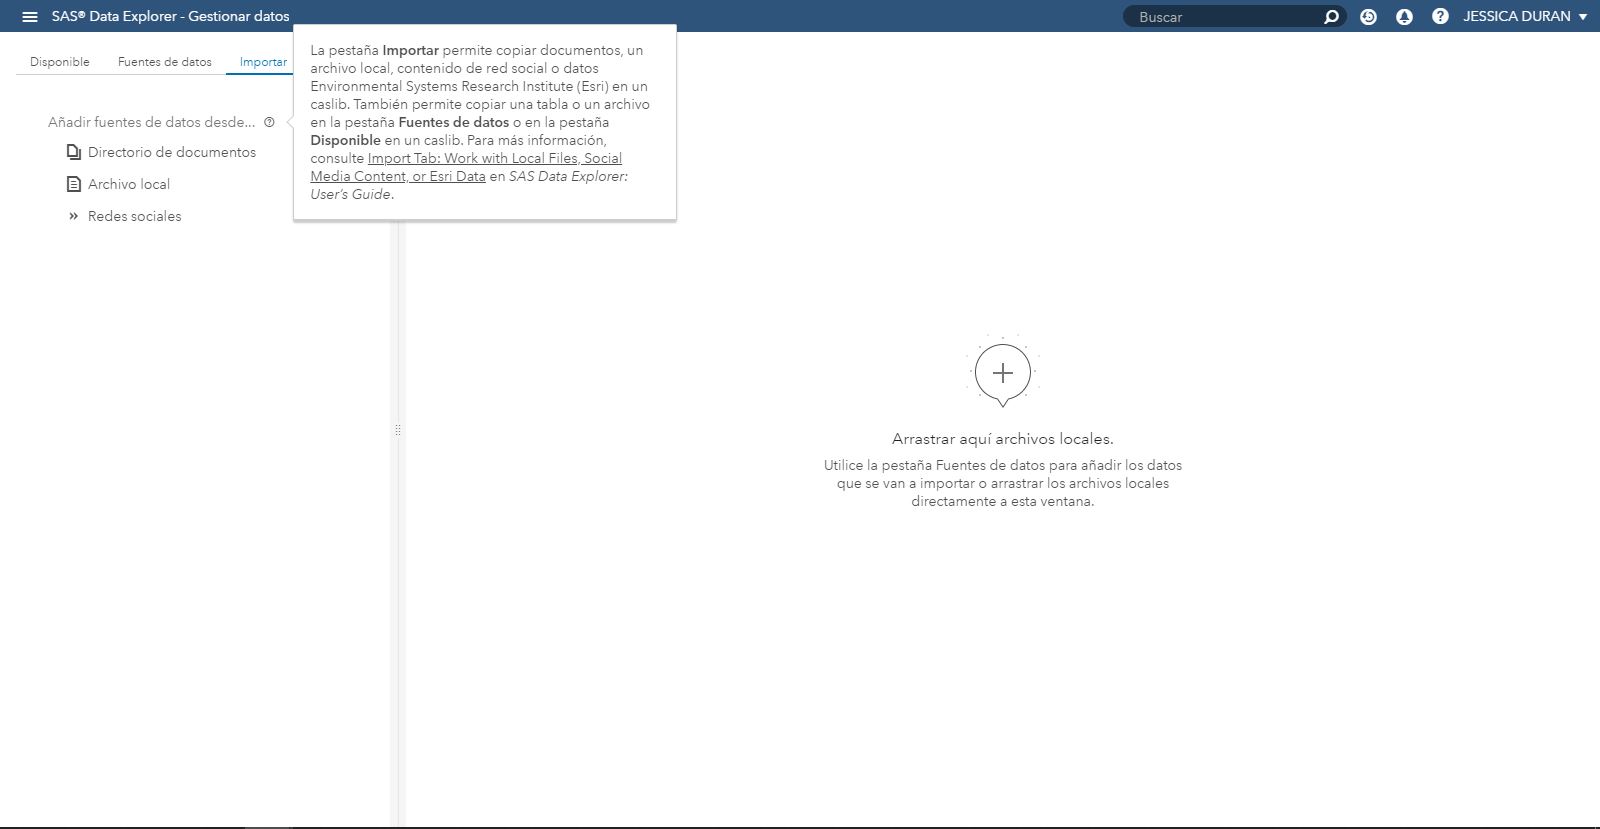 SAS® Data Explorer - Gestionar datos
Buscar
JESSICA DURAN
Disponible
Fuentes de datos
Importar
Añadir fuentes de datos desde...
Directorio de documentos
Archivo local
Redes sociales
La pestaña Importar permite copiar documentos, un
archivo local, contenido de red social o datos
Environmental Systems Research Institute (Esri) en un
caslib. También permite copiar una tabla o un archivo
en la pestaña Fuentes de datos o en la pestaña
Disponible en un caslib. Para más información,
consulte Import Tab: Work with Local Files, Social
Media Content, or Esri Data en SAS Data Explorer:
User's Guide.
Arrastrar aquí archivos locales.
Utilice la pestaña Fuentes de datos para añadir los datos
que se van a importar o arrastrar los archivos locales
directamente a esta ventana.